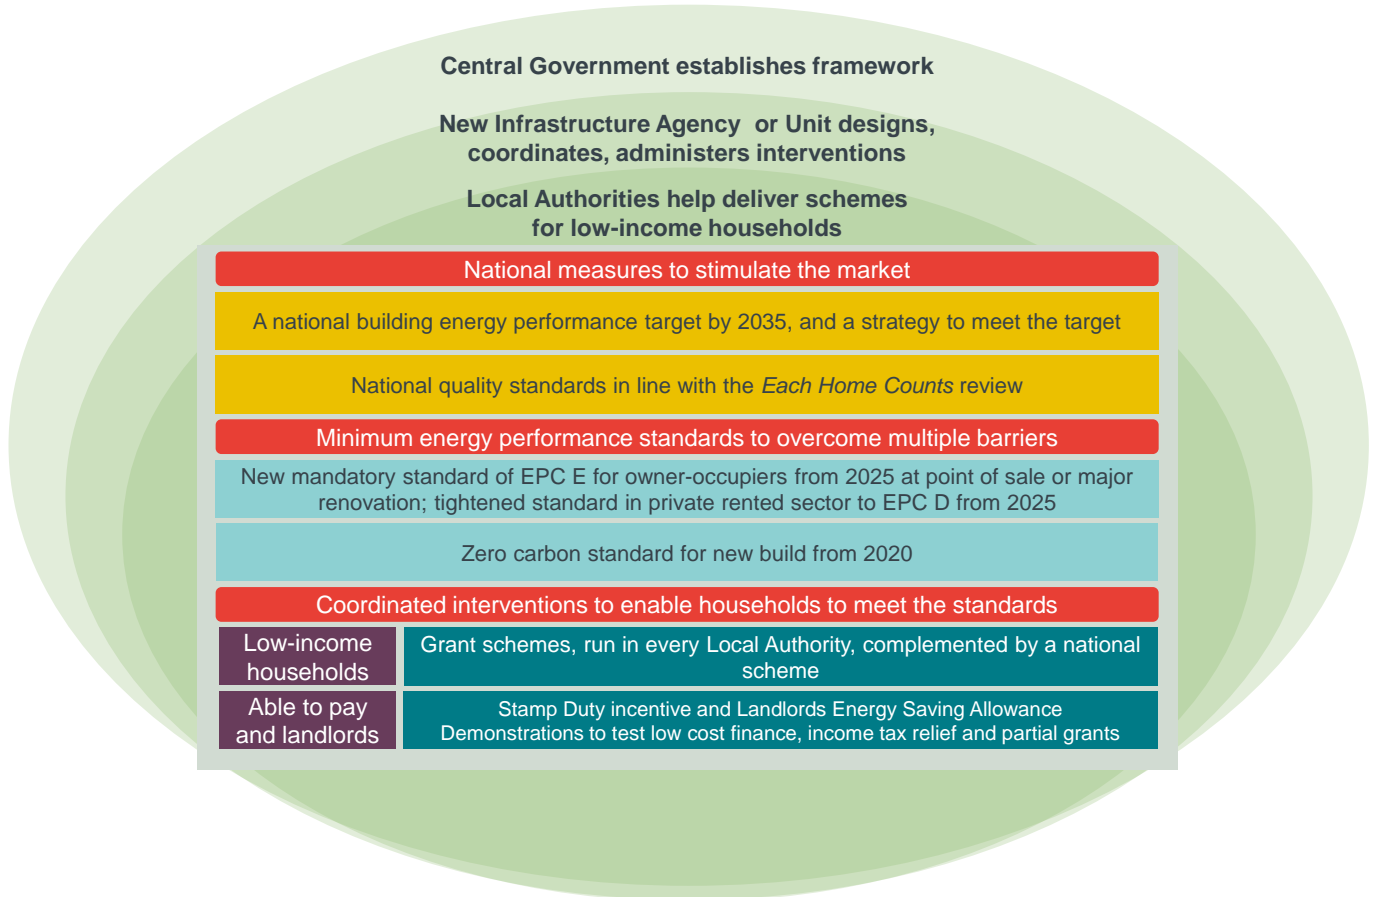 Central Government establishes framework
New Infrastructure Agency or Unit designs,
coordinates, administers interventions
Local Authorities help deliver schemes
for low-income households
National measures to stimulate the market
A national building energy performance target by 2035, and a strategy to meet the target
National quality standards in line with the Each Home Counts review
Minimum energy performance standards to overcome multiple barriers
New mandatory standard of EPC E for owner-occupiers from 2025 at point of sale or major
renovation; tightened standard in private rented sector to EPC D from 2025
Zero carbon standard for new build from 2020
Coordinated interventions to enable households to meet the standards
Low-income
households
Grant schemes, run in every Local Authority, complemented by a national
scheme
Able to pay
and landlords
Stamp Duty incentive and Landlords Energy Saving Allowance
Demonstrations to test low cost finance, income tax relief and partial grants